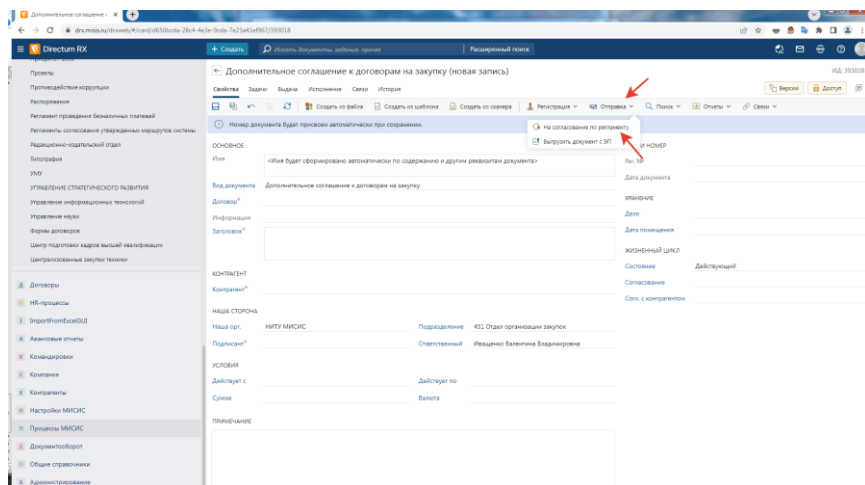 Дополнительное соглашение к
drx.misis.ru/drxweb/#/card/d650bcda-28c4-4e3e-9cda-7e23a41ef967/393018
Directum RX
+ Создать
Искать документы, задания, прочее
Расширенный поиск
Проекты
Противодействие коррупции
Распоряжения
Регламент проведения безналичных платежей
Регламенты согласования утвержденных маршрутов системы
Редакционно-издательский отдел
Типография
УМУ
УПРАВЛЕНИЕ СТРАТЕГИЧЕСКОГО РАЗВИТИЯ
Управление информационных технологий
Управление науки
Формы договоров
Центр подготовки кадров высшей квалификации
Централизованные закупки техники
Договоры
HR-процессы
ImportFromExcelGUI
Авансовые отчеты
Командировки
Компания
Контрагенты
Настройки МИСИС
Процессы МИСИС
Документооборот
Общие справочники
Администрирование
Дополнительное соглашение к договорам на закупку (новая запись)
ИД: 393018
Свойства Задачи Выдача Исполнение Связи История
Версии Доступ
Создать из файла Создать из шаблона Создать со сканера Регистрация Отправка Поиск Отчеты Связи
Номер документа будет присвоен автоматически при сохранении.
На согласование по регламенту
Выгрузить документ с ЭП
ОСНОВНОЕ
И НОМЕР
Имя <Имя будет сформировано автоматически по содержанию и другим реквизитам документа>
Рег. №
Дата документа
Вид документа Дополнительное соглашение к договорам на закупку
Договор*
Информация
Заголовок*
ХРАНЕНИЕ
Дело
Дата помещения
ЖИЗНЕННЫЙ ЦИКЛ
Состояние Действующий
Согласование
Согл. с контрагентом
КОНТРАГЕНТ
Контрагент*
НАША СТОРОНА
Наша орг. НИТУ МИСИС Подразделение 451 Отдел организации закупок
Подписант* Ответственный Иващенко Валентина Владимировна
УСЛОВИЯ
Действует с Действует по
Сумма Валюта
ПРИМЕЧАНИЕ